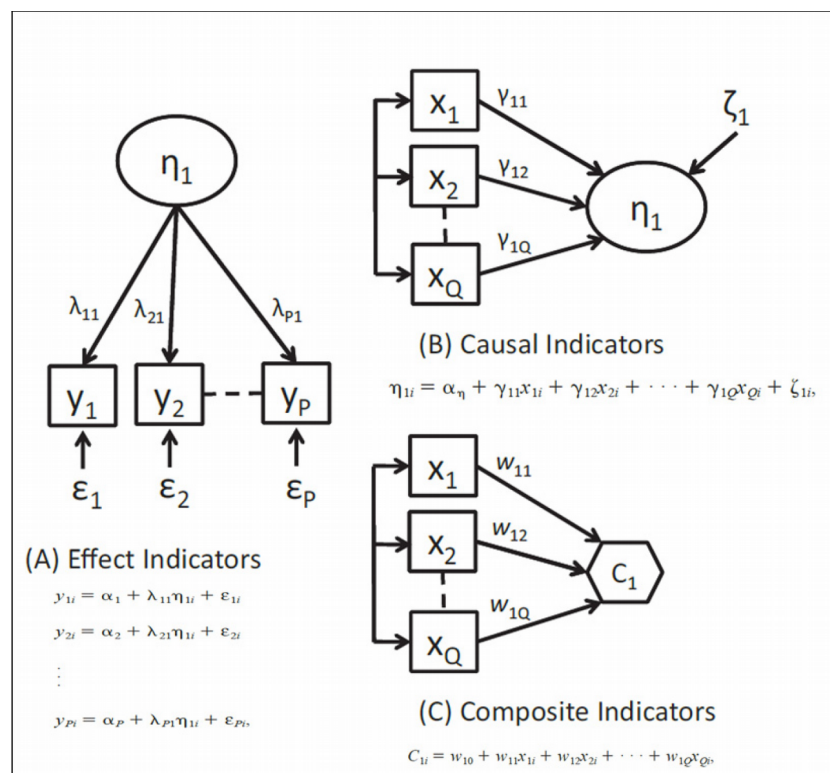 η1
λ11
λ21
λP1
y1
y2
yP
ε1
ε2
εP
(A) Effect Indicators
y1i = α1 + λ11η1i + ε1i
y2i = α2 + λ21η1i + ε2i
⋮
yPi = αP + λP1η1i + εPi,
x1
γ11
ζ1
x2
γ12
η1
xQ
γ1Q
(B) Causal Indicators
η1i = αη + γ11x1i + γ12x2i + · · · + γ1QxQi + ζ1i,
x1
w11
x2
w12
C1
xQ
w1Q
(C) Composite Indicators
C1i = w10 + w11x1i + w12x2i + · · · + w1QxQi,